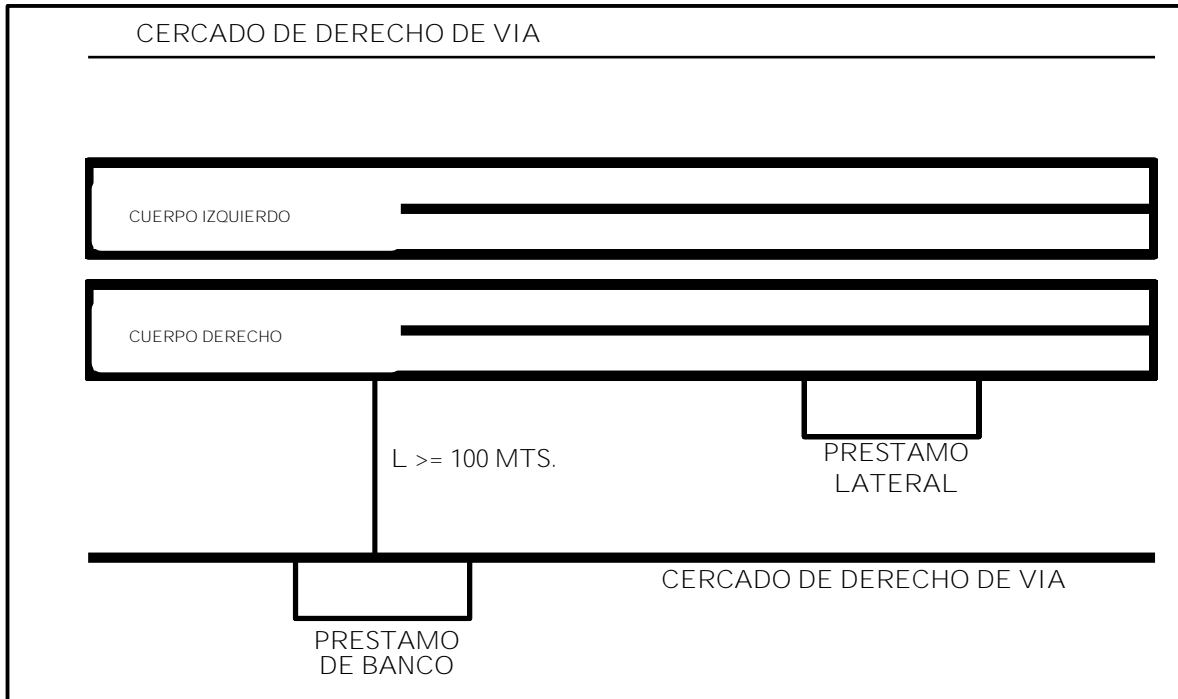 CERCADO DE DERECHO DE VIA
CUERPO IZQUIERDO
CUERPO DERECHO
L >= 100 MTS.
PRESTAMO
LATERAL
CERCADO DE DERECHO DE VIA
PRESTAMO
DE BANCO